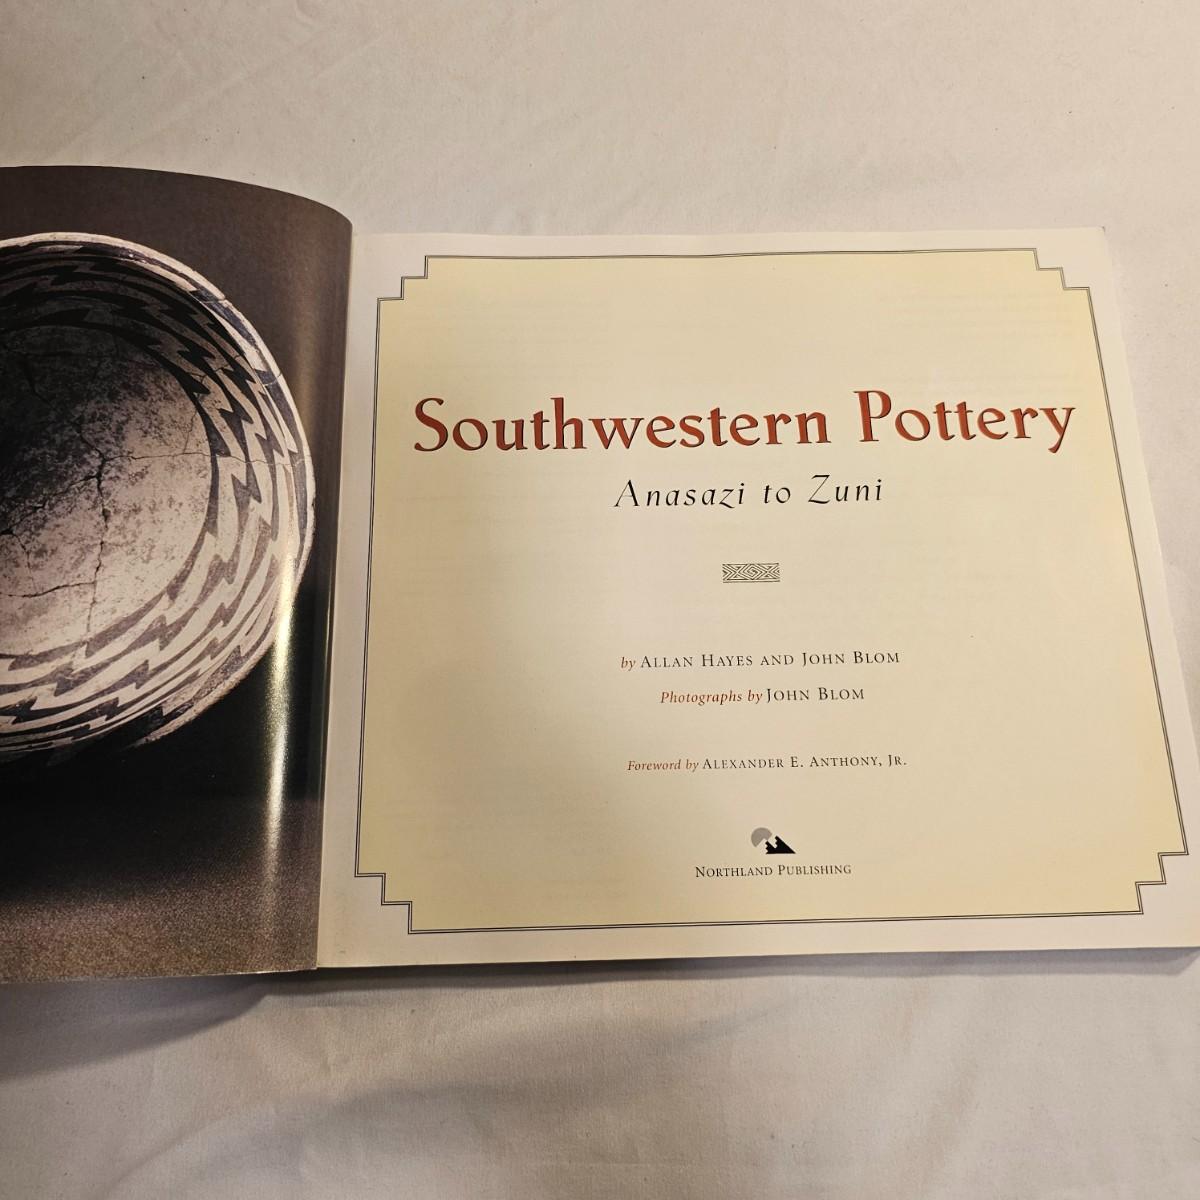 Southwestern Pottery
Anasazi to Zuni
by ALLAN HAYES AND JOHN BLOM
Photographs by JOHN BLOM
Foreword by ALEXANDER E. ANTHONY, JR.
NORTHLAND PUBLISHING